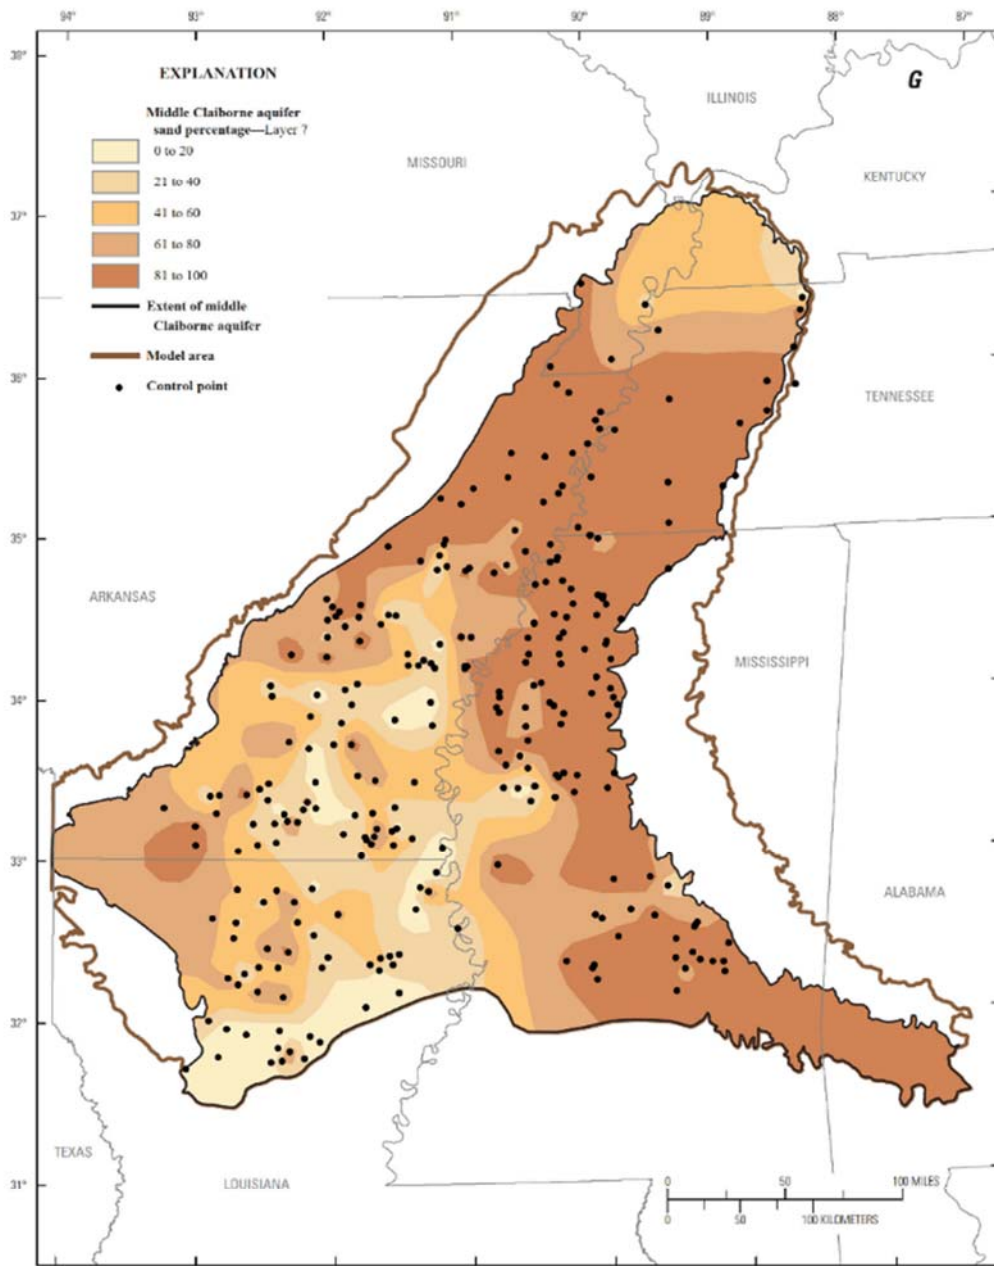 94° 93° 92° 91° 90° 89° 88° 87°
38°
EXPLANATION
G
ILLINOIS
Middle Claiborne aquifer
sand percentage—Layer 7
0 to 20
MISSOURI
KENTUCKY
21 to 40
37°
41 to 60
61 to 80
81 to 100
Extent of middle
Claiborne aquifer
Model area
36°
Control point
TENNESSEE
35°
ARKANSAS
MISSISSIPPI
34°
33°
ALABAMA
32°
TEXAS
LOUISIANA
31°
0 50 100 MILES
0 50 100 KILOMETERS